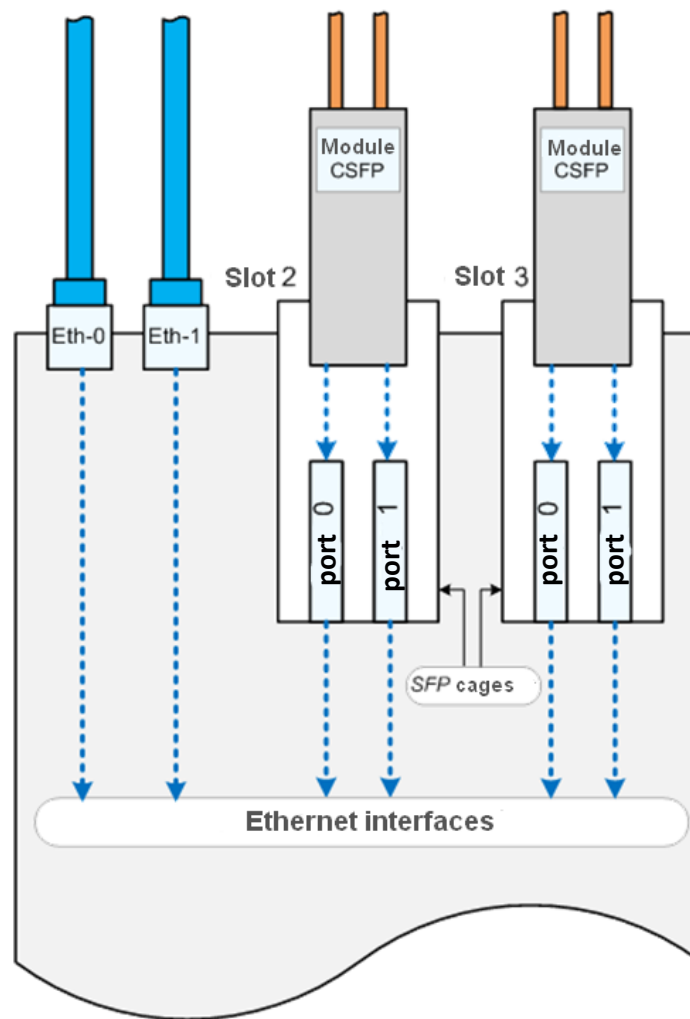 Module
CSFP
Module
CSFP
Slot 2
Slot 3
Eth-0
Eth-1
port 0
port 1
port 0
port 1
SFP cages
Ethernet interfaces